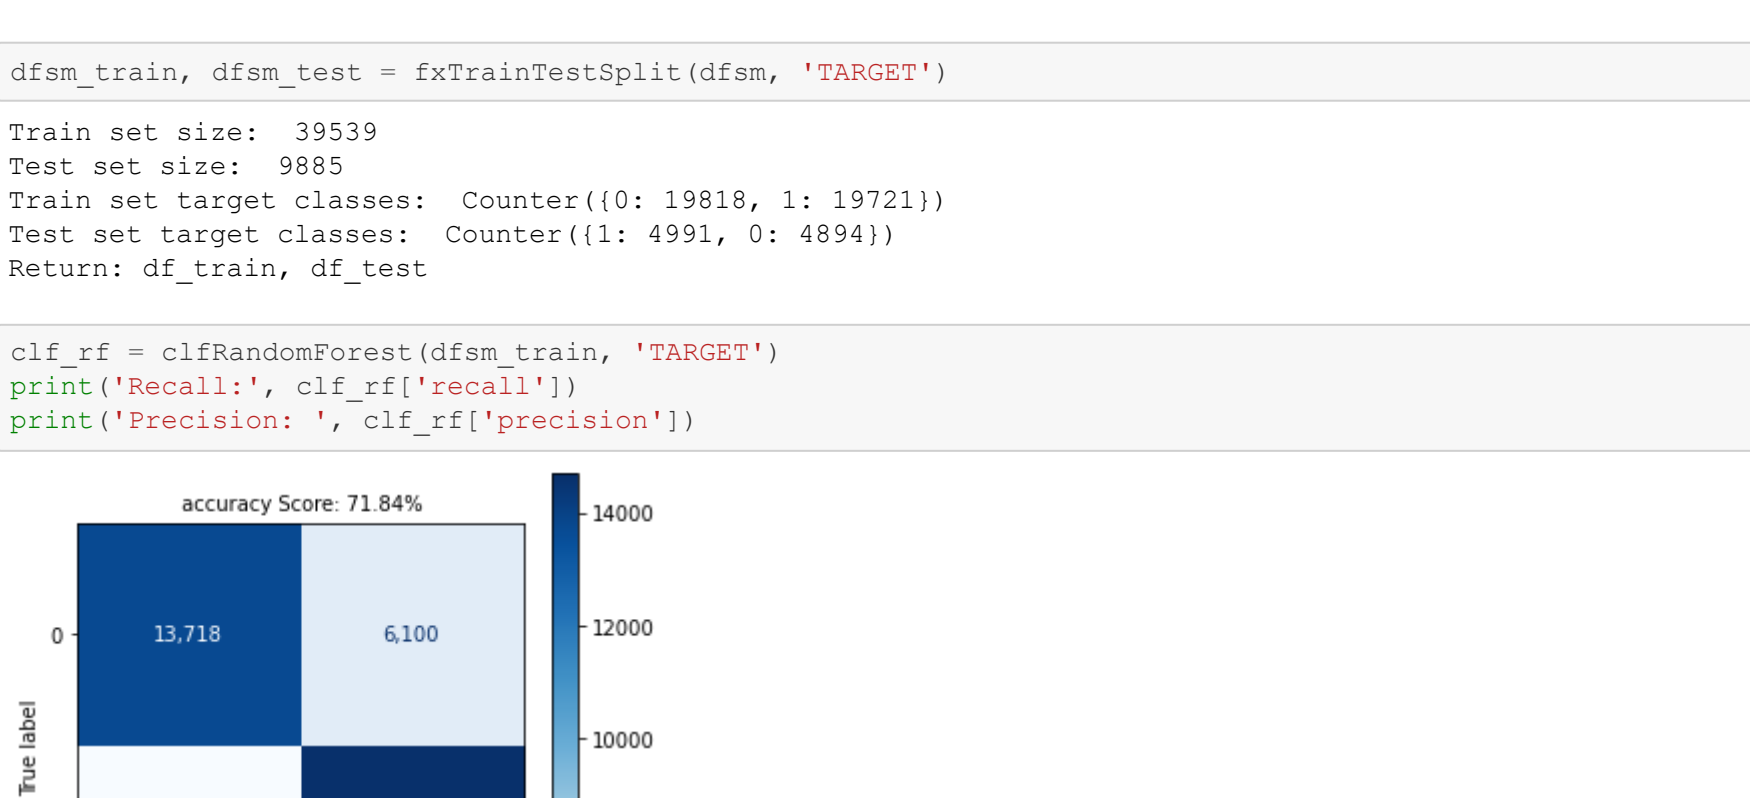 dfsm_train, dfsm_test = fxTrainTestSplit(dfsm, 'TARGET')
Train set size:  39539
Test set size:  9885
Train set target classes:  Counter({0: 19818, 1: 19721})
Test set target classes:  Counter({1: 4991, 0: 4894})
Return: df_train, df_test
clf_rf = clfRandomForest(dfsm_train, 'TARGET')
print('Recall:', clf_rf['recall'])
print('Precision: ', clf_rf['precision'])
accuracy Score: 71.84%
14000
0 13,718 6,100
12000
10000
True label